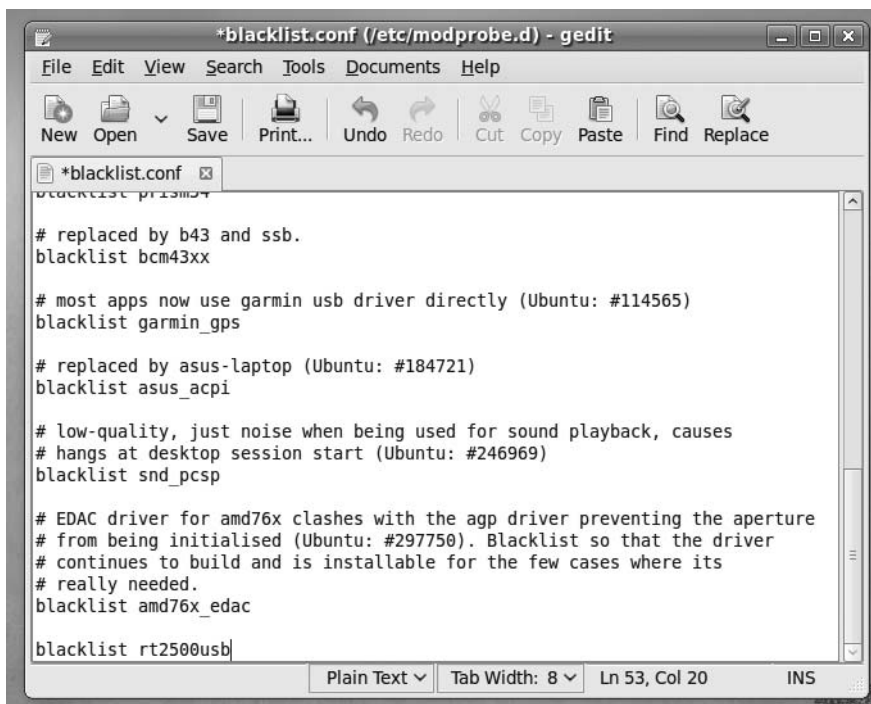 *blacklist.conf (/etc/modprobe.d) - gedit
File Edit View Search Tools Documents Help
New Open Save Print... Undo Redo Cut Copy Paste Find Replace
*blacklist.conf
blacklist prism54
# replaced by b43 and ssb.
blacklist bcm43xx
# most apps now use garmin usb driver directly (Ubuntu: #114565)
blacklist garmin_gps
# replaced by asus-laptop (Ubuntu: #184721)
blacklist asus_acpi
# low-quality, just noise when being used for sound playback, causes
# hangs at desktop session start (Ubuntu: #246969)
blacklist snd_pcsp
# EDAC driver for amd76x clashes with the agp driver preventing the aperture
# from being initialised (Ubuntu: #297750). Blacklist so that the driver
# continues to build and is installable for the few cases where its
# really needed.
blacklist amd76x_edac
blacklist rt2500usb
Plain Text Tab Width: 8 Ln 53, Col 20 INS